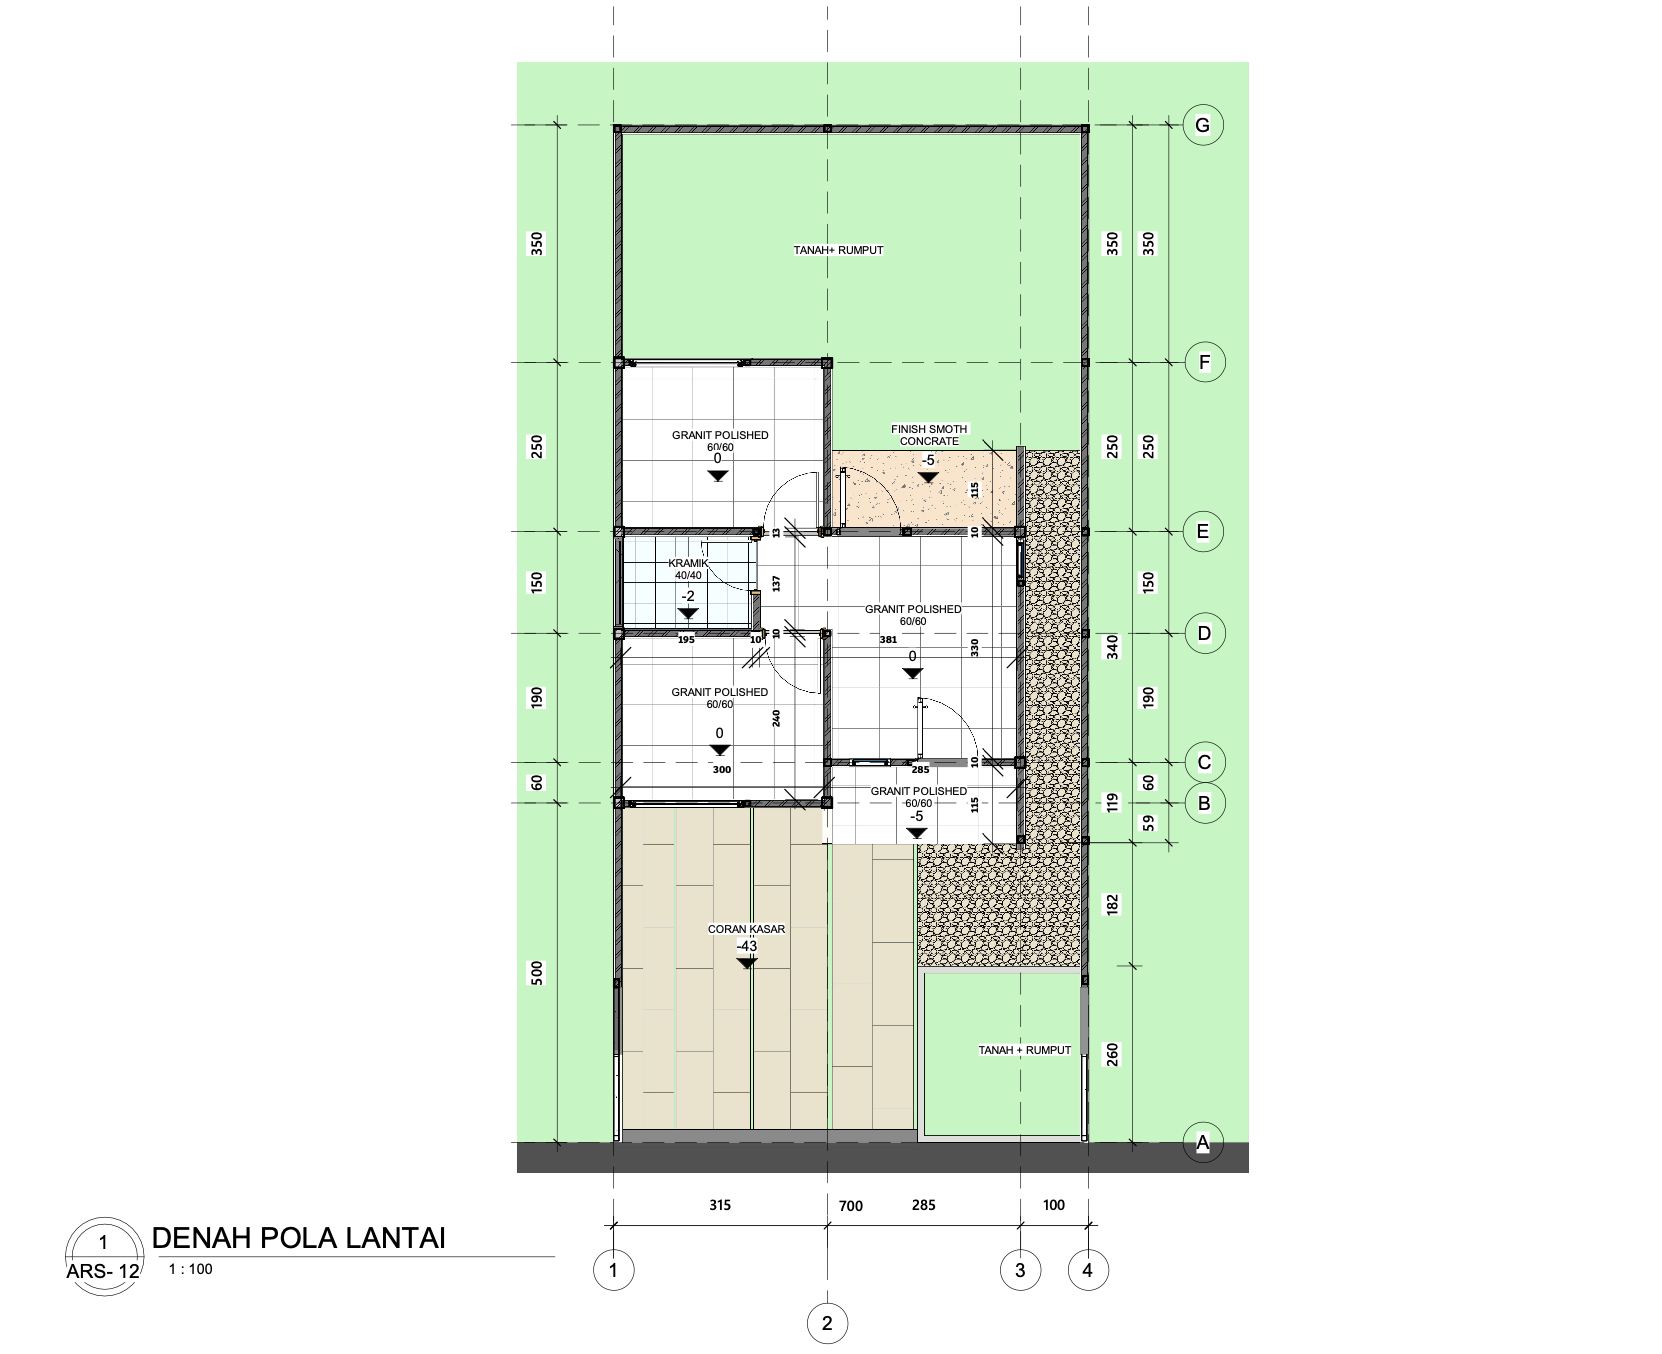 G
350
350
350
TANAH+ RUMPUT
F
FINISH SMOTH
CONCRATE
-5
GRANIT POLISHED
60/60
0
250
250
250
115
E
13
10
KRAMIK
40/40
-2
150
137
150
GRANIT POLISHED
60/60
0
D
195
10
10
381
330
340
GRANIT POLISHED
60/60
0
190
240
190
300
285
10
C
60
60
GRANIT POLISHED
60/60
-5
115
119
B
59
CORAN KASAR
-43
182
500
TANAH + RUMPUT
260
A
315
700
285
100
1
ARS- 12
DENAH POLA LANTAI
1 : 100
1
3
4
2